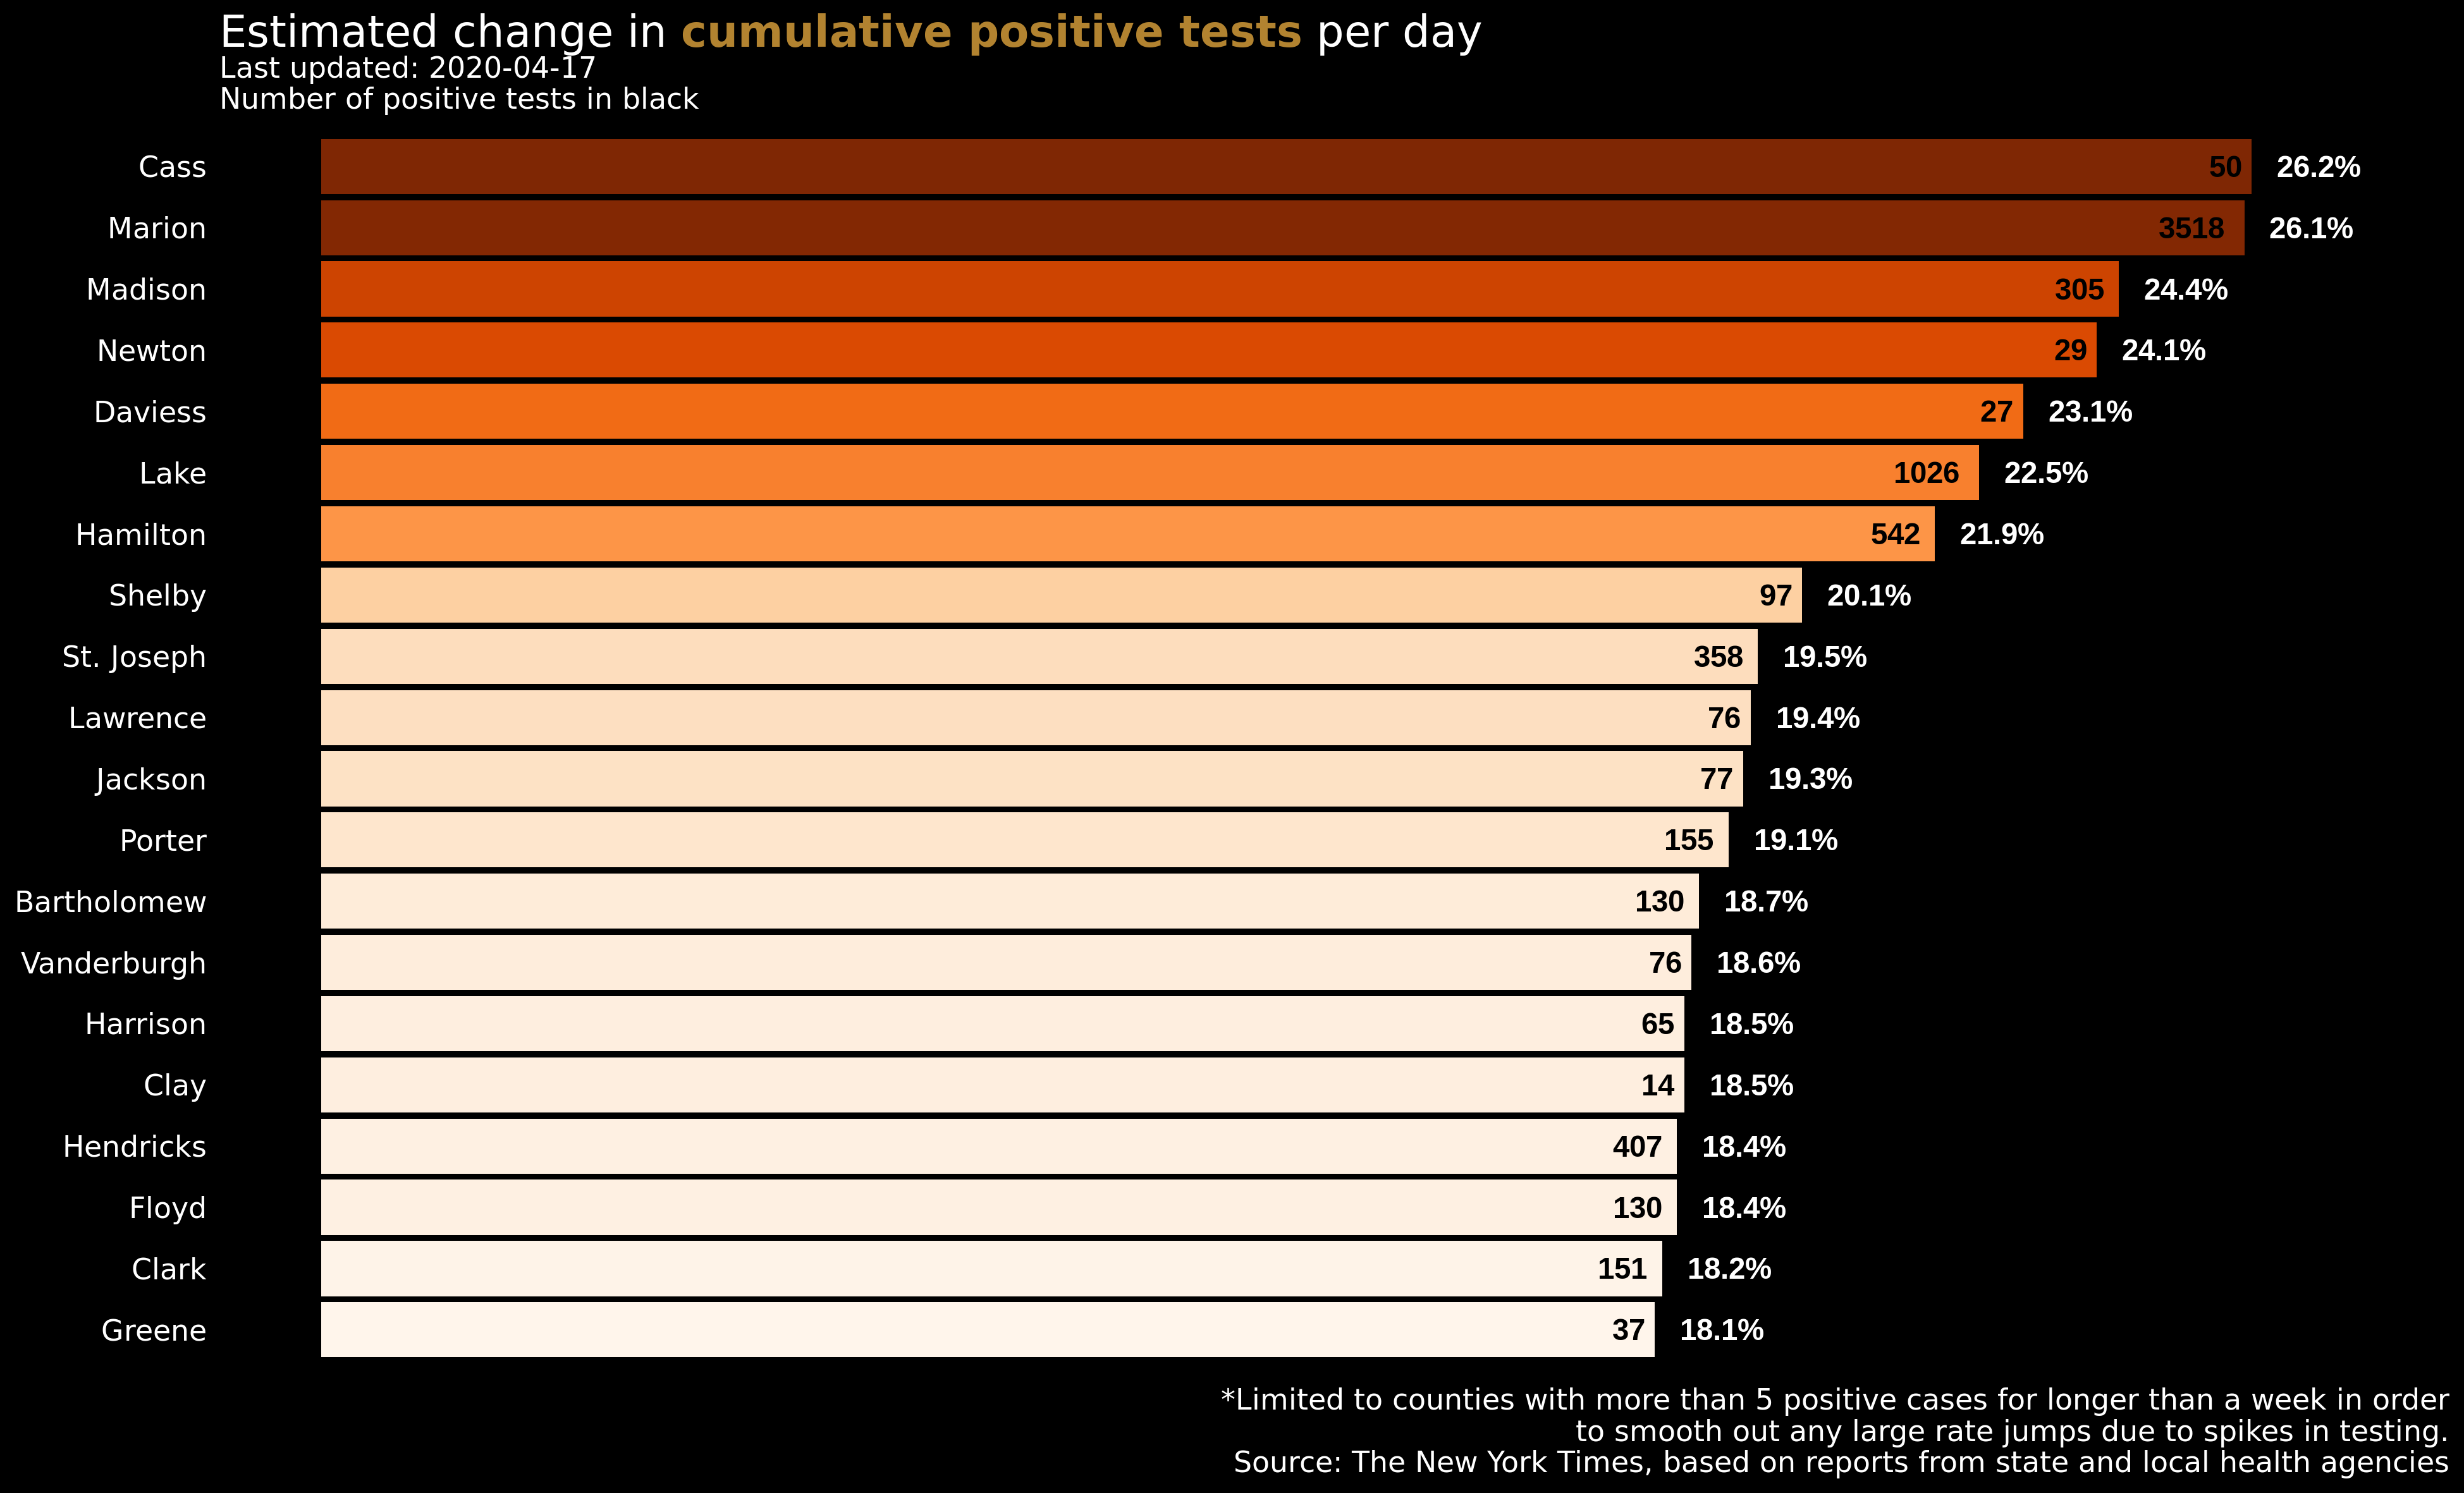 Estimated change in cumulative positive tests per day
Last updated: 2020-04-17
Number of positive tests in black
Cass 50 26.2%
Marion 3518 26.1%
Madison 305 24.4%
Newton 29 24.1%
Daviess 27 23.1%
Lake 1026 22.5%
Hamilton 542 21.9%
Shelby 97 20.1%
St. Joseph 358 19.5%
Lawrence 76 19.4%
Jackson 77 19.3%
Porter 155 19.1%
Bartholomew 130 18.7%
Vanderburgh 76 18.6%
Harrison 65 18.5%
Clay 14 18.5%
Hendricks 407 18.4%
Floyd 130 18.4%
Clark 151 18.2%
Greene 37 18.1%
*Limited to counties with more than 5 positive cases for longer than a week in order
to smooth out any large rate jumps due to spikes in testing.
Source: The New York Times, based on reports from state and local health agencies